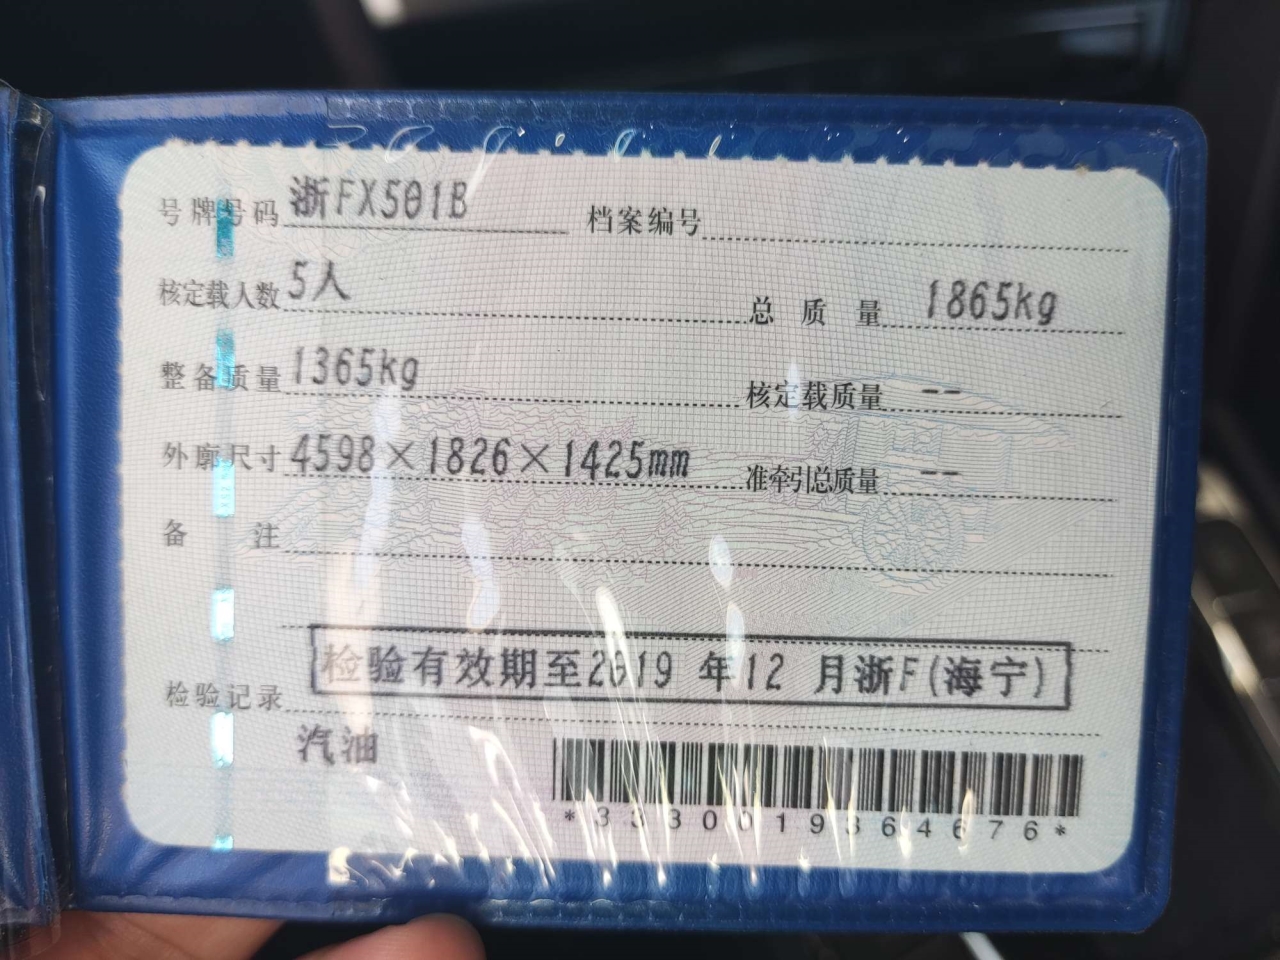 号牌号码 浙FX501B 档案编号
核定载人数 5人 总质量 1865kg
整备质量 1365kg 核定载质量 --
外廓尺寸 4598×1826×1425mm 准牵引总质量 --
备注
检验有效期至2019 年12 月浙F(海宁)
检验记录
汽油
*3330019364676*